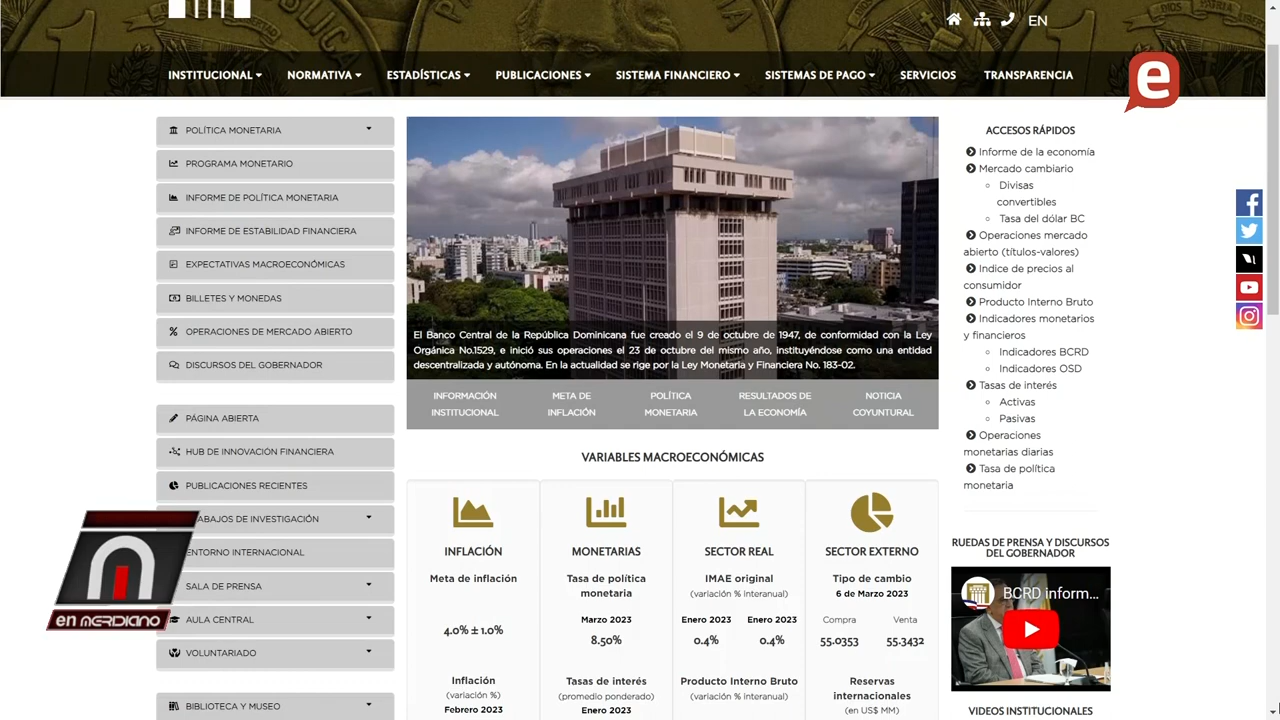 EN
INSTITUCIONAL
NORMATIVA
ESTADÍSTICAS
PUBLICACIONES
SISTEMA FINANCIERO
SISTEMAS DE PAGO
SERVICIOS
TRANSPARENCIA
e
POLÍTICA MONETARIA
PROGRAMA MONETARIO
INFORME DE POLÍTICA MONETARIA
INFORME DE ESTABILIDAD FINANCIERA
EXPECTATIVAS MACROECONÓMICAS
BILLETES Y MONEDAS
OPERACIONES DE MERCADO ABIERTO
DISCURSOS DEL GOBERNADOR
PÁGINA ABIERTA
HUB DE INNOVACIÓN FINANCIERA
PUBLICACIONES RECIENTES
ABAJOS DE INVESTIGACIÓN
ENTORNO INTERNACIONAL
SALA DE PRENSA
AULA CENTRAL
VOLUNTARIADO
BIBLIOTECA Y MUSEO
en MERDIANO
El Banco Central de la República Dominicana fue creado el 9 de octubre de 1947, de conformidad con la Ley
Orgánica No.1529, e inició sus operaciones el 23 de octubre del mismo año, instituyéndose como una entidad
descentralizada y autónoma. En la actualidad se rige por la Ley Monetaria y Financiera No. 183-02.
INFORMACIÓN
INSTITUCIONAL
META DE
INFLACIÓN
POLÍTICA
MONETARIA
RESULTADOS DE
LA ECONOMÍA
NOTICIA
COYUNTURAL
VARIABLES MACROECONÓMICAS
INFLACIÓN
Meta de inflación
4.0% ± 1.0%
Inflación
(variación %)
Febrero 2023
MONETARIAS
Tasa de política
monetaria
Marzo 2023
8.50%
Tasas de interés
(promedio ponderado)
Enero 2023
SECTOR REAL
IMAE original
(variación % interanual)
Enero 2023 Enero 2023
0.4% 0.4%
Producto Interno Bruto
(variación % interanual)
SECTOR EXTERNO
Tipo de cambio
6 de Marzo 2023
Compra Venta
55.0353 55.3432
Reservas
internacionales
(en US$ MM)
ACCESOS RÁPIDOS
Informe de la economía
Mercado cambiario
Divisas
convertibles
Tasa del dólar BC
Operaciones mercado
abierto (títulos-valores)
Indice de precios al
consumidor
Producto Interno Bruto
Indicadores monetarios
y financieros
Indicadores BCRD
Indicadores OSD
Tasas de interés
Activas
Pasivas
Operaciones
monetarias diarias
Tasa de política
monetaria
RUEDAS DE PRENSA Y DISCURSOS
DEL GOBERNADOR
BCRD inform...
VIDEOS INSTITUCIONALES